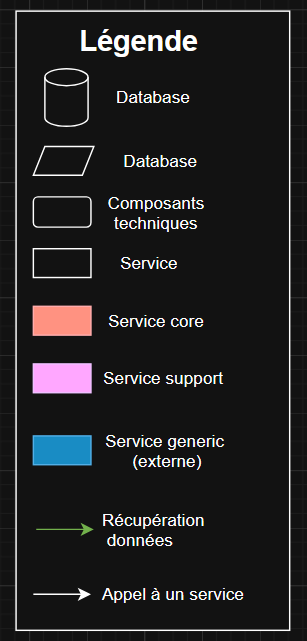 Légende
Database
Database
Composants
techniques
Service
Service core
Service support
Service generic
(externe)
Récupération
données
Appel à un service